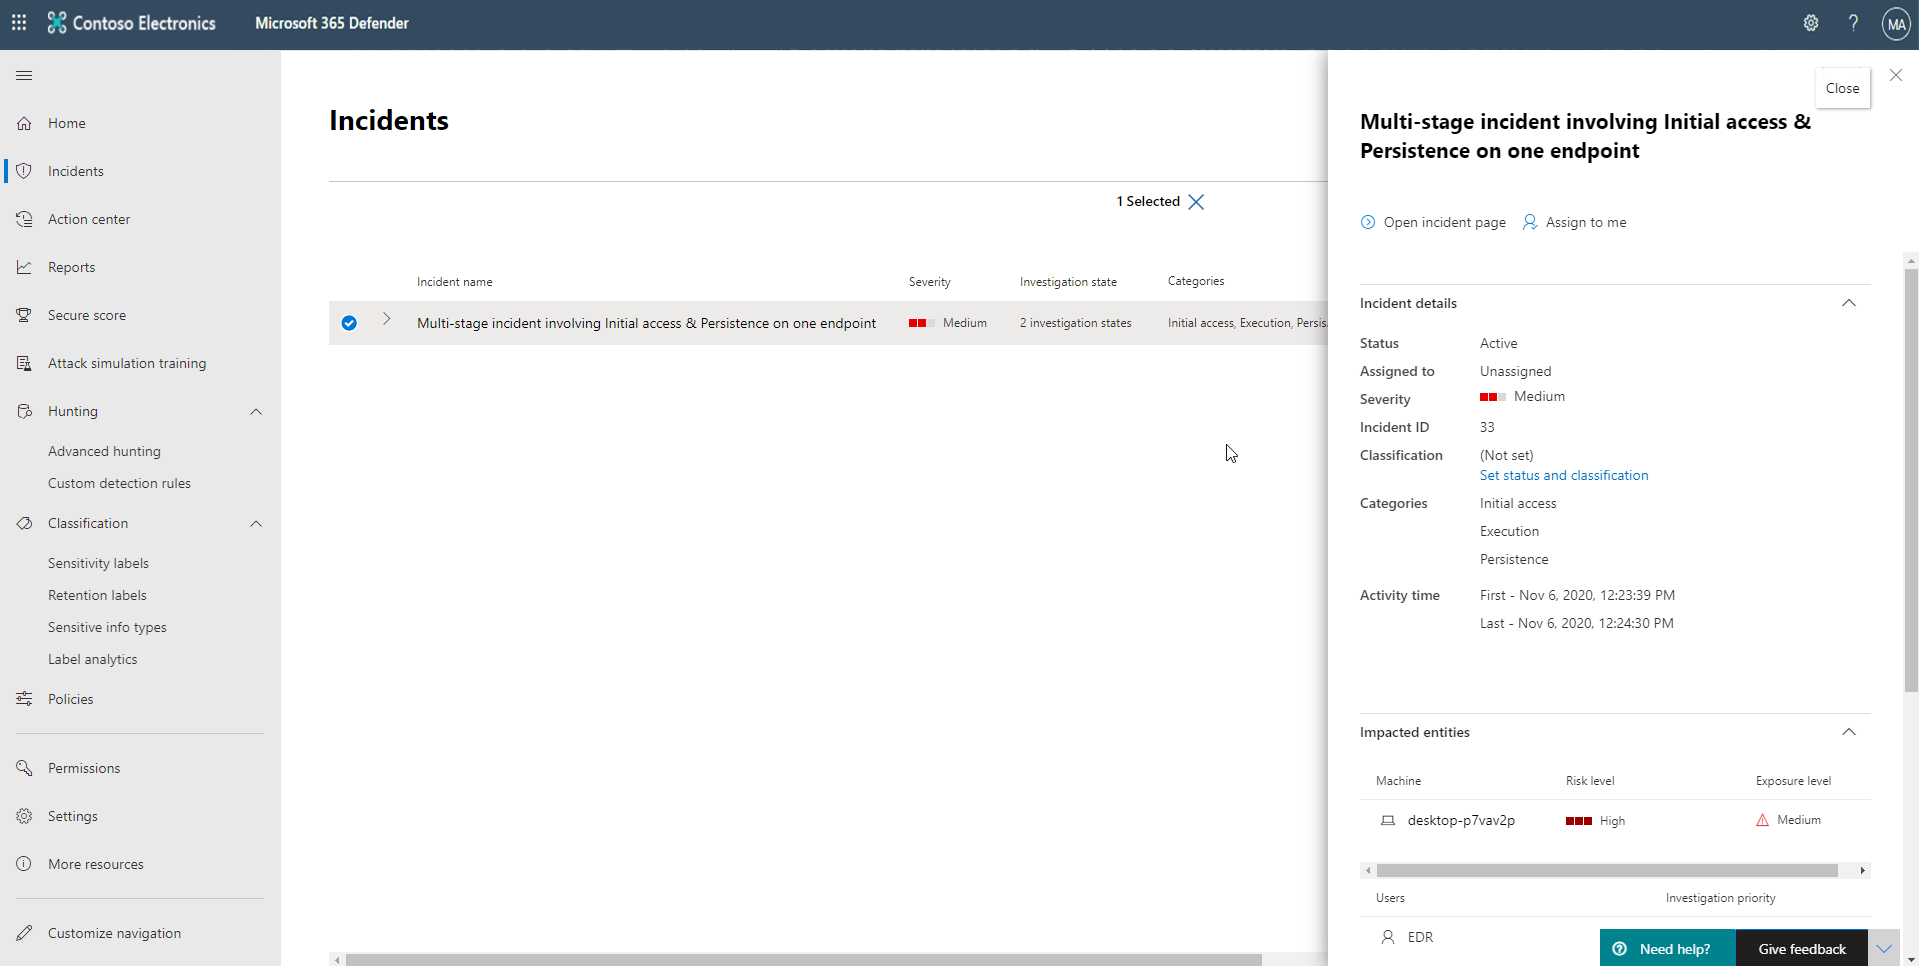 Contoso Electronics
Microsoft 365 Defender
MA
Home
Incidents
Action center
Reports
Secure score
Attack simulation training
Hunting
Advanced hunting
Custom detection rules
Classification
Sensitivity labels
Retention labels
Sensitive info types
Label analytics
Policies
Permissions
Settings
More resources
Customize navigation
Incidents
1 Selected
Incident name Severity Investigation state Categories
Multi-stage incident involving Initial access & Persistence on one endpoint Medium 2 investigation states Initial access, Execution, Persis.
Close
Multi-stage incident involving Initial access &
Persistence on one endpoint
Open incident page Assign to me
Incident details
Status Active
Assigned to Unassigned
Severity Medium
Incident ID 33
Classification (Not set)
Set status and classification
Categories Initial access
Execution
Persistence
Activity time First - Nov 6, 2020, 12:23:39 PM
Last - Nov 6, 2020, 12:24:30 PM
Impacted entities
Machine Risk level Exposure level
desktop-p7vav2p High Medium
Users Investigation priority
EDR
Need help? Give feedback